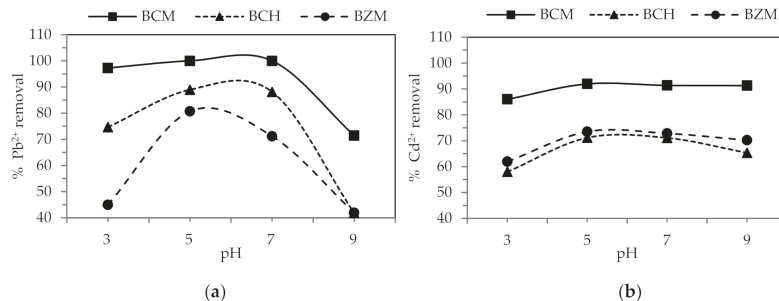 BCM BCH BZM
110
100
90
80
70
60
50
40
% Pb²⁺ removal
3 5 7 9
pH
(a)
BCM BCH BZM
110
100
90
80
70
60
50
40
% Cd²⁺ removal
3 5 7 9
pH
(b)